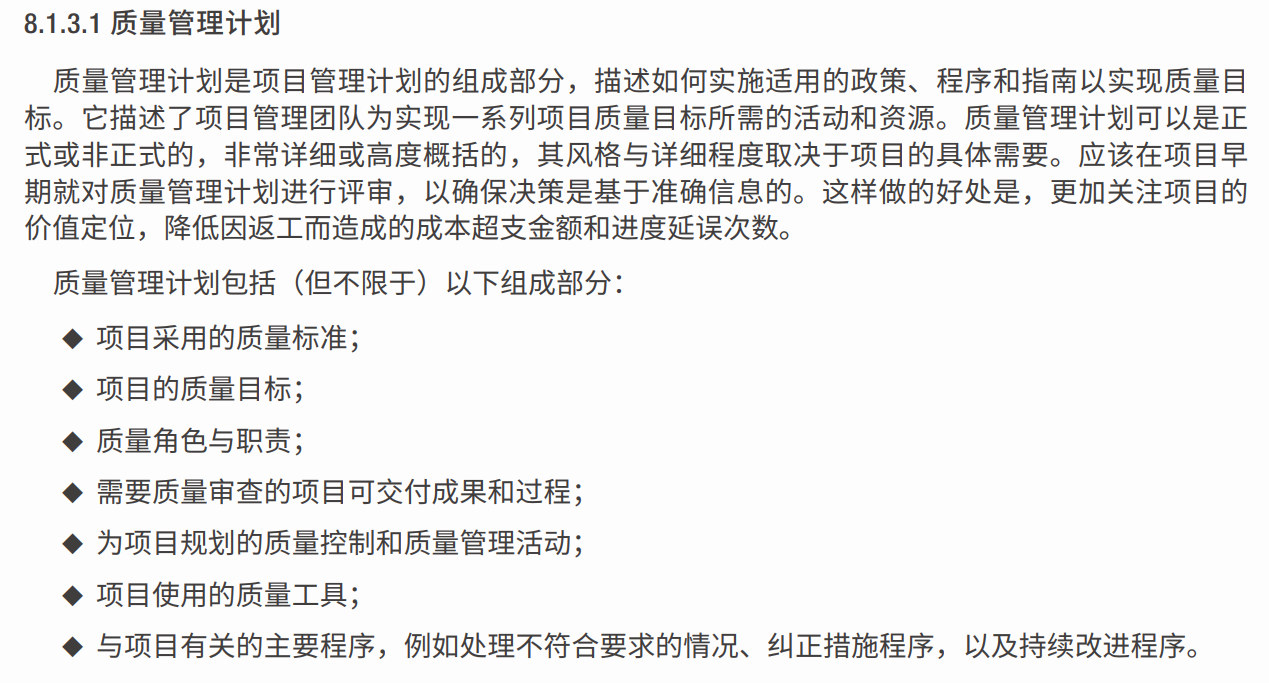 8.1.3.1 质量管理计划
质量管理计划是项目管理计划的组成部分，描述如何实施适用的政策、程序和指南以实现质量目
标。它描述了项目管理团队为实现一系列项目质量目标所需的活动和资源。质量管理计划可以是正
式或非正式的，非常详细或高度概括的，其风格与详细程度取决于项目的具体需要。应该在项目早
期就对质量管理计划进行评审，以确保决策是基于准确信息的。这样做的好处是，更加关注项目的
价值定位，降低因返工而造成的成本超支金额和进度延误次数。
质量管理计划包括（但不限于）以下组成部分：
◆ 项目采用的质量标准；
◆ 项目的质量目标；
◆ 质量角色与职责；
◆ 需要质量审查的项目可交付成果和过程；
◆ 为项目规划的质量控制和质量管理活动；
◆ 项目使用的质量工具；
◆ 与项目有关的主要程序，例如处理不符合要求的情况、纠正措施程序，以及持续改进程序。